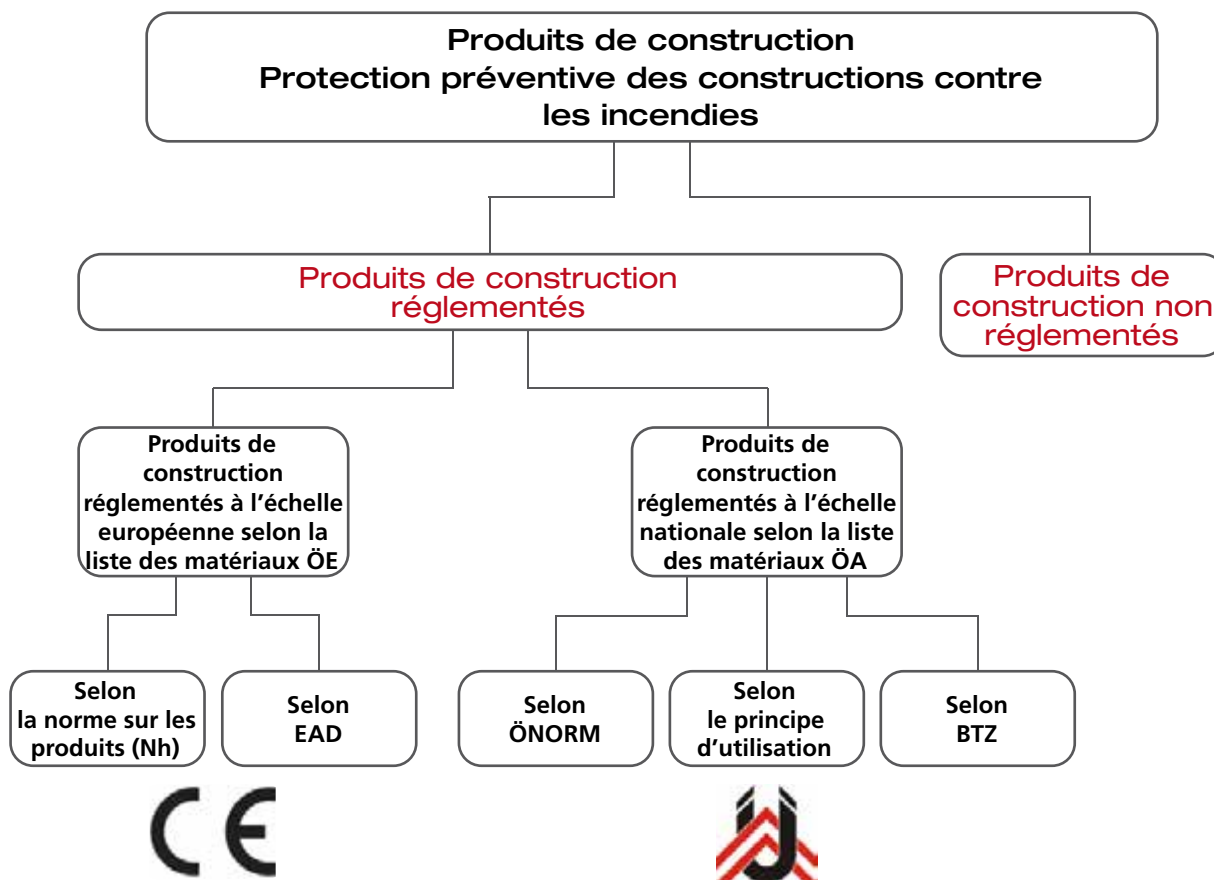 Produits de construction
Protection préventive des constructions contre
les incendies
Produits de construction
réglementés
Produits de
construction non
réglementés
Produits de
construction
réglementés à l’échelle
européenne selon la
liste des matériaux ÖE
Produits de
construction
réglementés à l’échelle
nationale selon la liste
des matériaux ÖA
Selon
la norme sur les
produits (Nh)
Selon
EAD
Selon
ÖNORM
Selon
le principe
d’utilisation
Selon
BTZ
CE